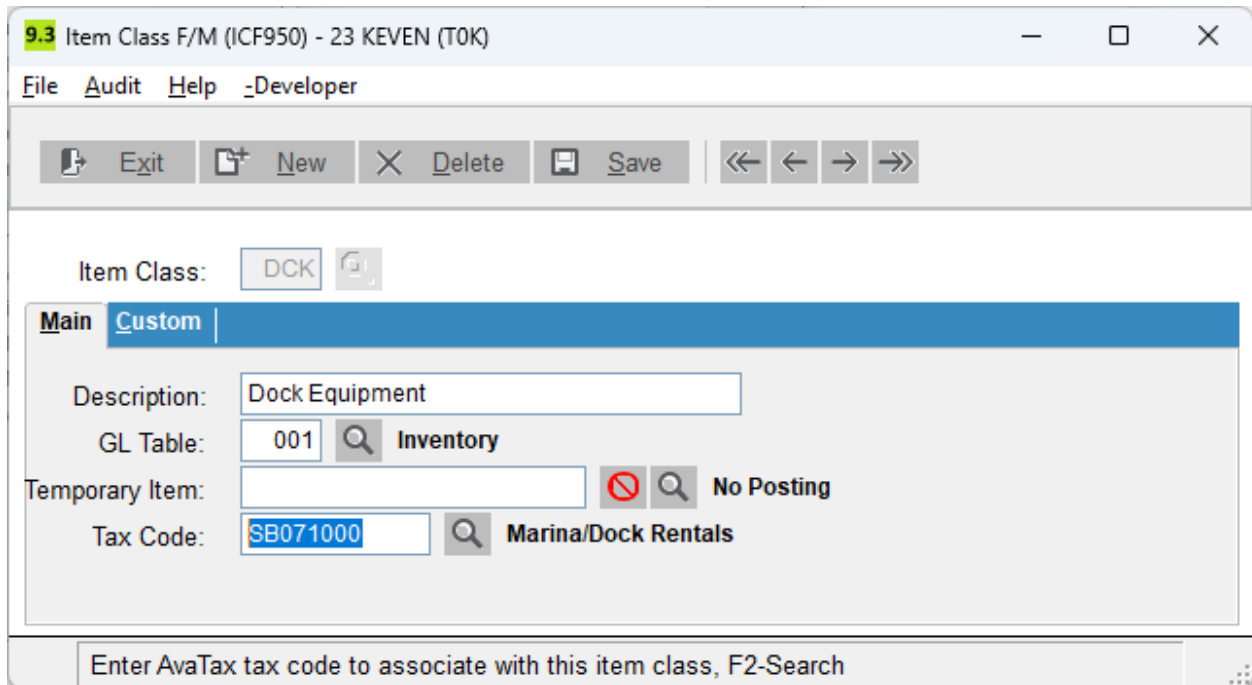 9.3 Item Class F/M (ICF950) - 23 KEVEN (T0K)
File Audit Help -Developer
Exit New Delete Save
Item Class: DCK
Main Custom
Description: Dock Equipment
GL Table: 001 Inventory
Temporary Item: No Posting
Tax Code: SB071000 Marina/Dock Rentals
Enter AvaTax tax code to associate with this item class, F2-Search